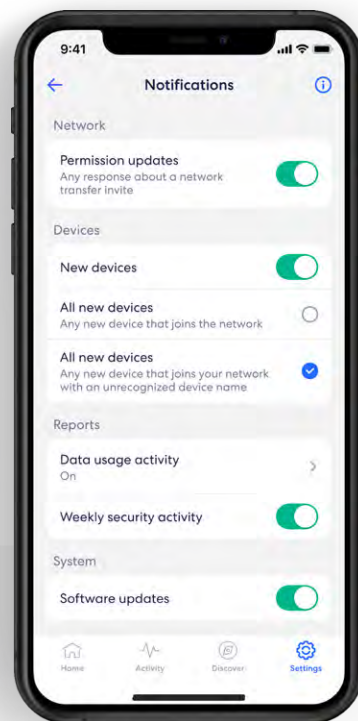 9:41
Notifications
Network
Permission updates
Any response about a network
transfer invite
Devices
New devices
All new devices
Any new device that joins the network
All new devices
Any new device that joins your network
with an unrecognized device name
Reports
Data usage activity
On
Weekly security activity
System
Software updates
Home
Activity
Discover
Settings